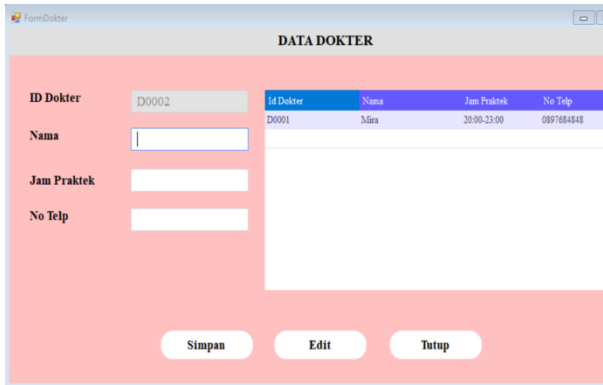 FormDokter
DATA DOKTER
ID Dokter
D0002
Nama
Jam Praktek
No Telp
Id Dokter Nama Jam Praktek No Telp
D0001 Mira 20:00-23:00 0897684848
Simpan Edit Tutup